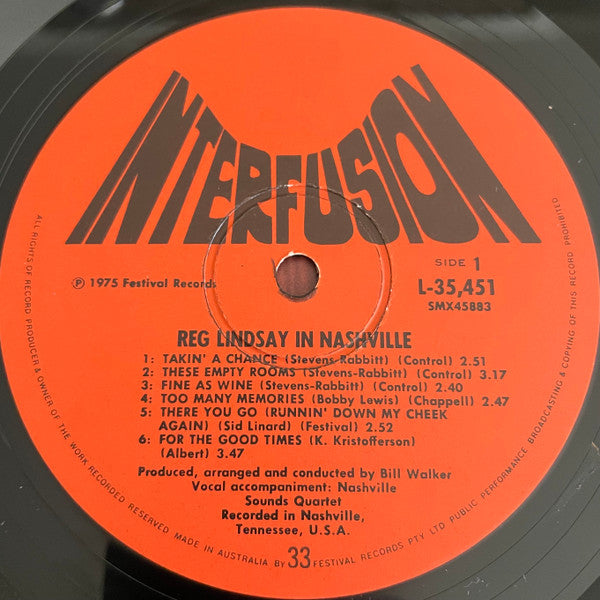 INTERFUSION
SIDE 1
℗ 1975 Festival Records
L-35,451
SMX45883
REG LINDSAY IN NASHVILLE
1: TAKIN' A CHANCE (Stevens-Rabbitt) (Control) 2.51
2: THESE EMPTY ROOMS (Stevens-Rabbitt) (Control) 3.17
3: FINE AS WINE (Stevens-Rabbitt) (Control) 2.40
4: TOO MANY MEMORIES (Bobby Lewis) (Chappell) 2.47
5: THERE YOU GO (RUNNIN' DOWN MY CHEEK
AGAIN) (Sid Linard) (Festival) 2.52
6: FOR THE GOOD TIMES (K. Kristofferson)
(Albert) 3.47
Produced, arranged and conducted by Bill Walker
Vocal accompaniment: Nashville
Sounds Quartet
Recorded in Nashville,
Tennessee, U.S.A.
33
ALL RIGHTS OF RECORD PRODUCER & OWNER OF THE WORK RECORDED RESERVED. MADE IN AUSTRALIA BY FESTIVAL RECORDS PTY LTD PUBLIC PERFORMANCE BROADCASTING & COPYING OF THIS RECORD PROHIBITED